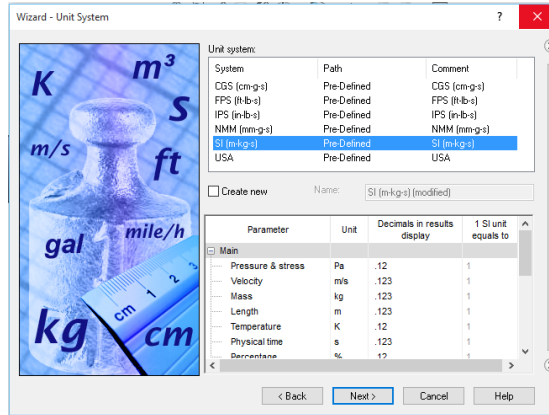 Wizard - Unit System
?
K
m³
S
m/s
ft
gal
mile/h
cm 1 2 3
kg
cm
Unit system:
System Path Comment
CGS (cm-g-s) Pre-Defined CGS (cm-g-s)
FPS (ft-lb-s) Pre-Defined FPS (ft-lb-s)
IPS (in-lb-s) Pre-Defined IPS (in-lb-s)
NMM (mm-g-s) Pre-Defined NMM (mm-g-s)
SI (m-kg-s) Pre-Defined SI (m-kg-s)
USA Pre-Defined USA
Create new Name: SI (m-kg-s) (modified)
Parameter Unit Decimals in results display 1 SI unit equals to
Main
Pressure & stress Pa .12 1
Velocity m/s .123 1
Mass kg .123 1
Length m .123 1
Temperature K .12 1
Physical time s .123 1
Percentage % .12 1
< Back Next > Cancel Help